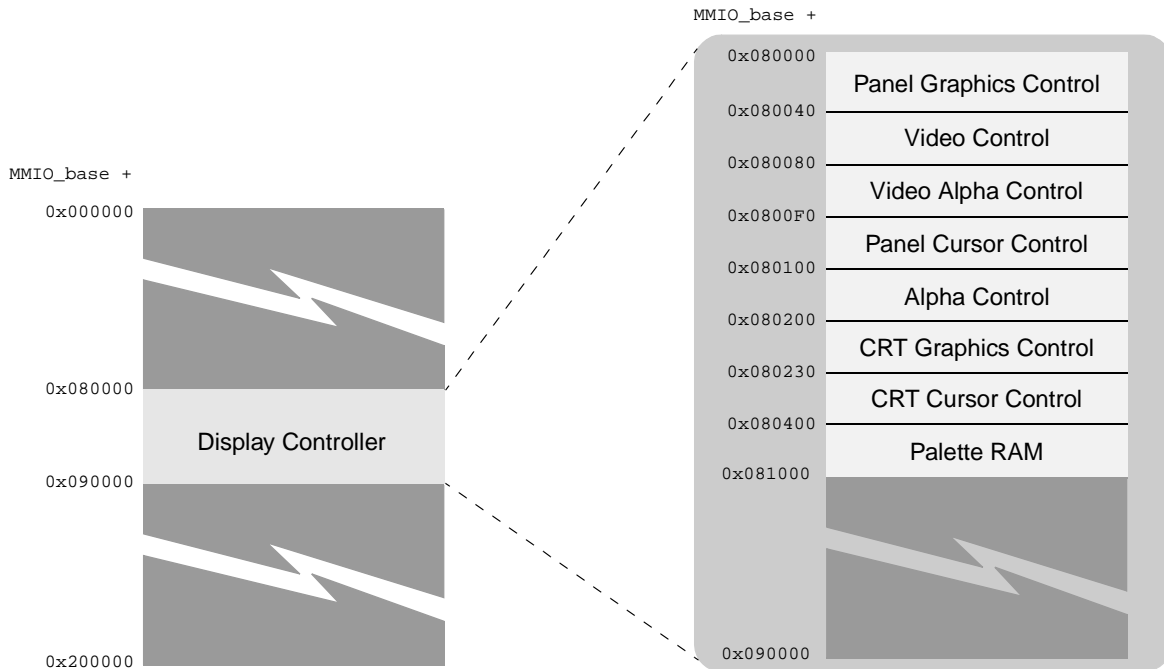 MMIO_base +
0x000000
0x080000
Display Controller
0x090000
0x200000
MMIO_base +
0x080000
Panel Graphics Control
0x080040
Video Control
0x080080
Video Alpha Control
0x0800F0
Panel Cursor Control
0x080100
Alpha Control
0x080200
CRT Graphics Control
0x080230
CRT Cursor Control
0x080400
Palette RAM
0x081000
0x090000